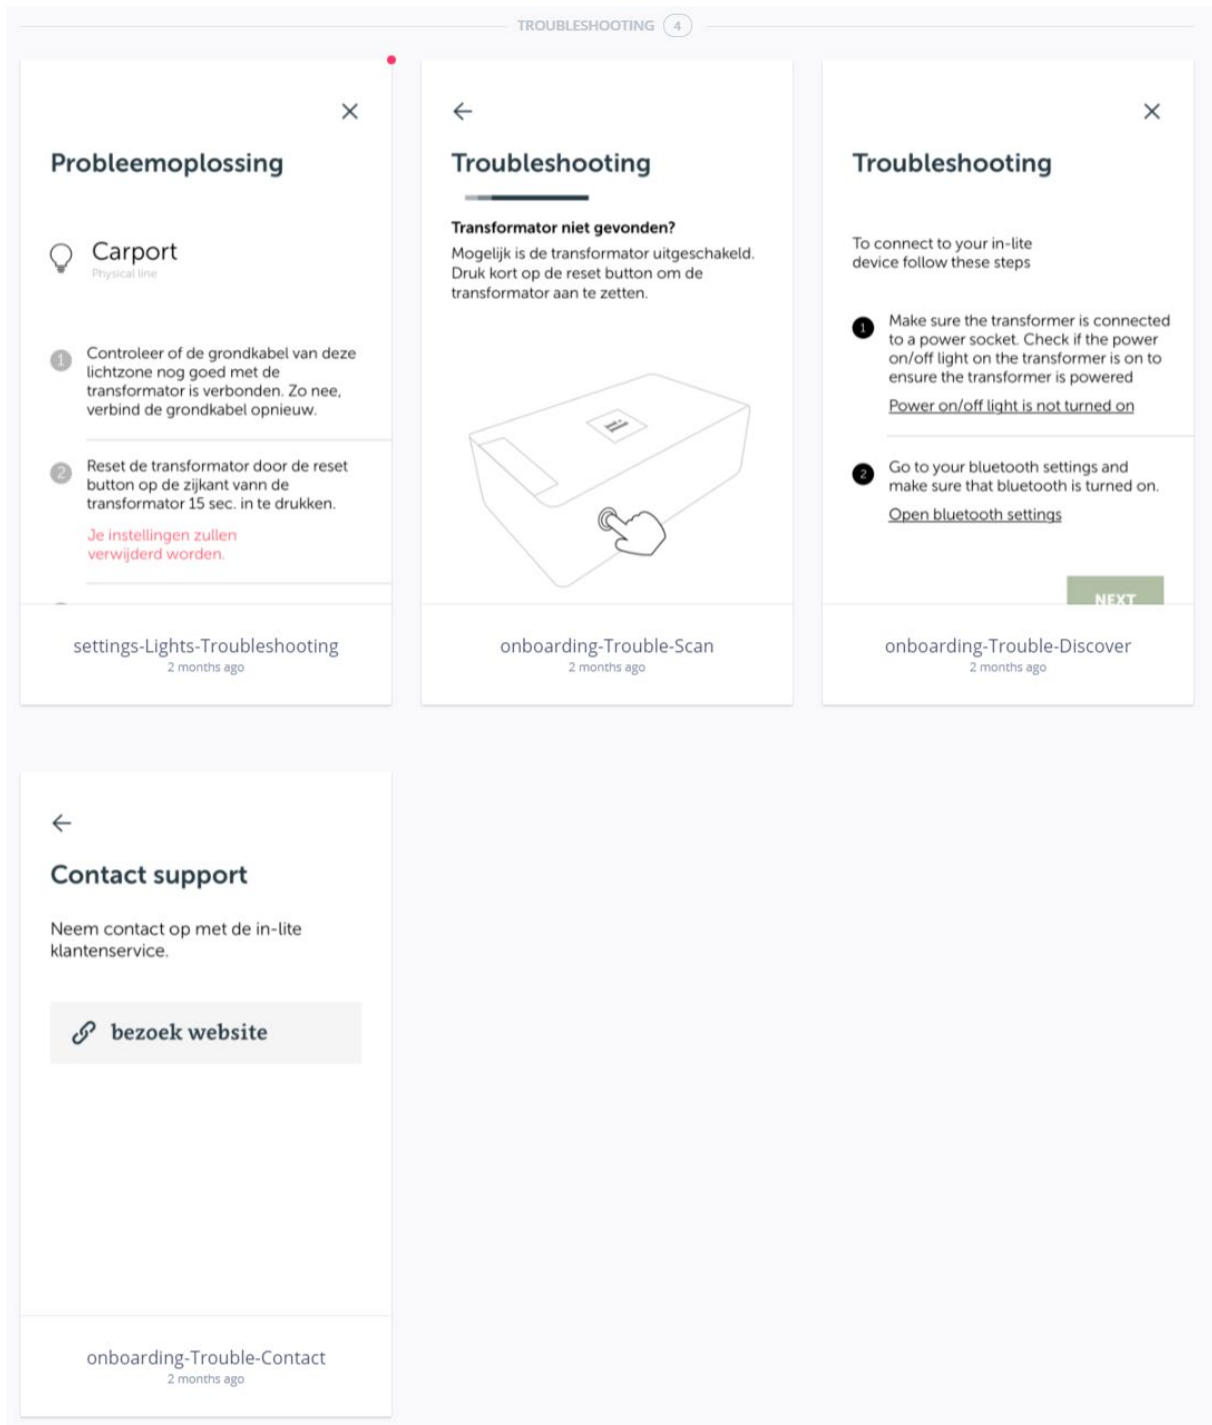 TROUBLESHOOTING 4
Probleemoplossing
Carport
Physical line
1 Controleer of de grondkabel van deze
lichtzone nog goed met de
transformator is verbonden. Zo nee,
verbind de grondkabel opnieuw.
2 Reset de transformator door de reset
button op de zijkant vann de
transformator 15 sec. in te drukken.
Je instellingen zullen
verwijderd worden.
settings-Lights-Troubleshooting
2 months ago
Troubleshooting
Transformator niet gevonden?
Mogelijk is de transformator uitgeschakeld.
Druk kort op de reset button om de
transformator aan te zetten.
onboarding-Trouble-Scan
2 months ago
Troubleshooting
To connect to your in-lite
device follow these steps
1 Make sure the transformer is connected
to a power socket. Check if the power
on/off light on the transformer is on to
ensure the transformer is powered
Power on/off light is not turned on
2 Go to your bluetooth settings and
make sure that bluetooth is turned on.
Open bluetooth settings
NEXT
onboarding-Trouble-Discover
2 months ago
Contact support
Neem contact op met de in-lite
klantenservice.
bezoek website
onboarding-Trouble-Contact
2 months ago